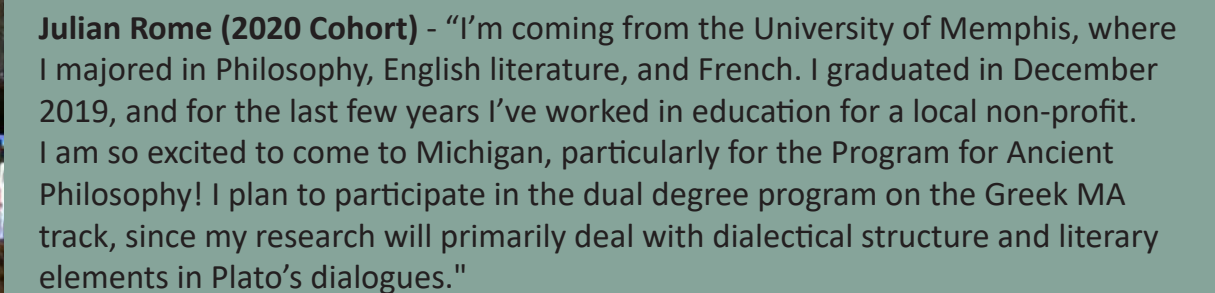 Julian Rome (2020 Cohort) - “I’m coming from the University of Memphis, where
I majored in Philosophy, English literature, and French. I graduated in December
2019, and for the last few years I’ve worked in education for a local non-profit.
I am so excited to come to Michigan, particularly for the Program for Ancient
Philosophy! I plan to participate in the dual degree program on the Greek MA
track, since my research will primarily deal with dialectical structure and literary
elements in Plato’s dialogues."